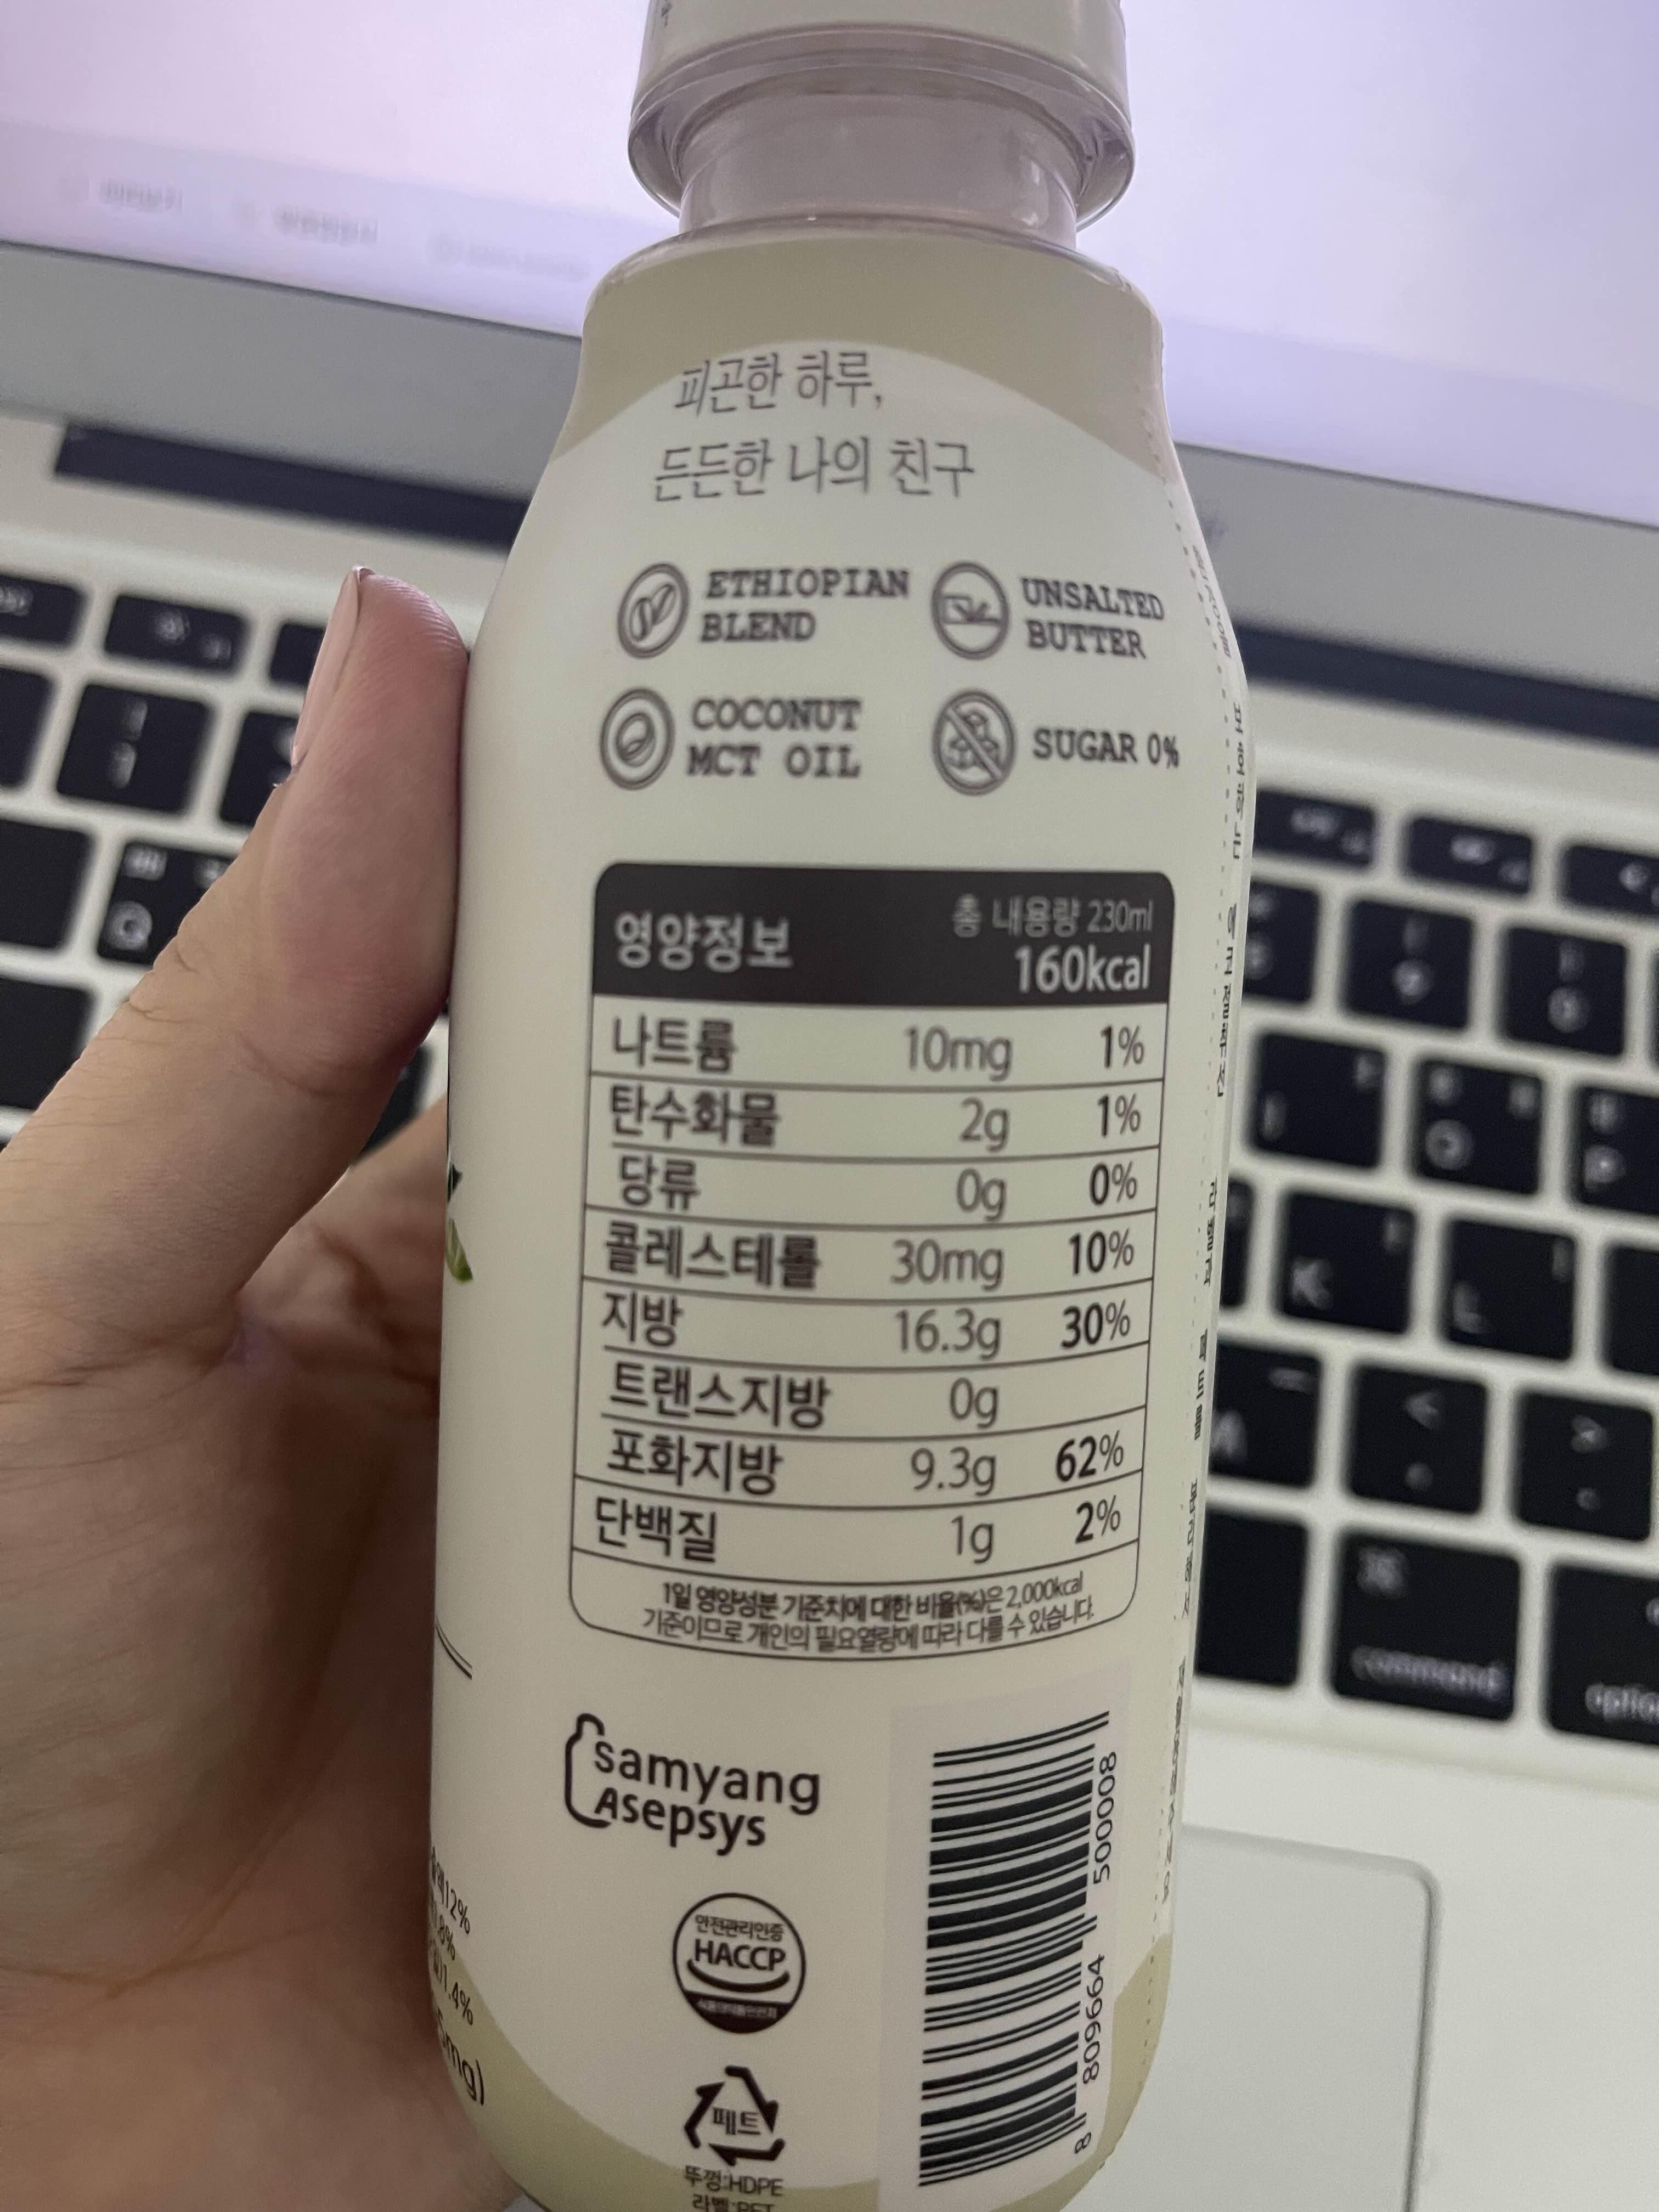 피곤한 하루,
든든한 나의 친구
ETHIOPIAN
BLEND
UNSALTED
BUTTER
COCONUT
MCT OIL
SUGAR 0%
영양정보
총 내용량 230ml
160kcal
나트륨 10mg 1%
탄수화물 2g 1%
당류 0g 0%
콜레스테롤 30mg 10%
지방 16.3g 30%
트랜스지방 0g
포화지방 9.3g 62%
단백질 1g 2%
1일 영양성분 기준치에 대한 비율(%)은 2,000kcal
기준이므로 개인의 필요열량에 따라 다를 수 있습니다.
samyang
Asepsys
안전관리인증
HACCP
페트
뚜껑:HDPE
라벨:PET
8 809664 500008
12%
8%
1.4%
5mg)
Q
K
L
P
command